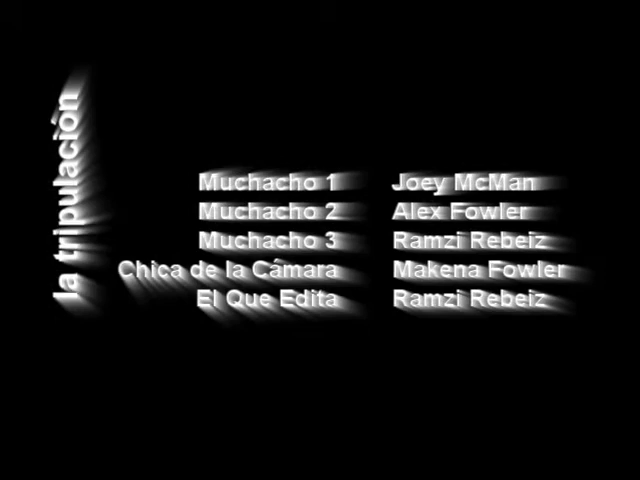 la tripulación
Muchacho 1 Joey McMan
Muchacho 2 Alex Fowler
Muchacho 3 Ramzi Rebeiz
Chica de la Cámara Makena Fowler
El Que Edita Ramzi Rebeiz